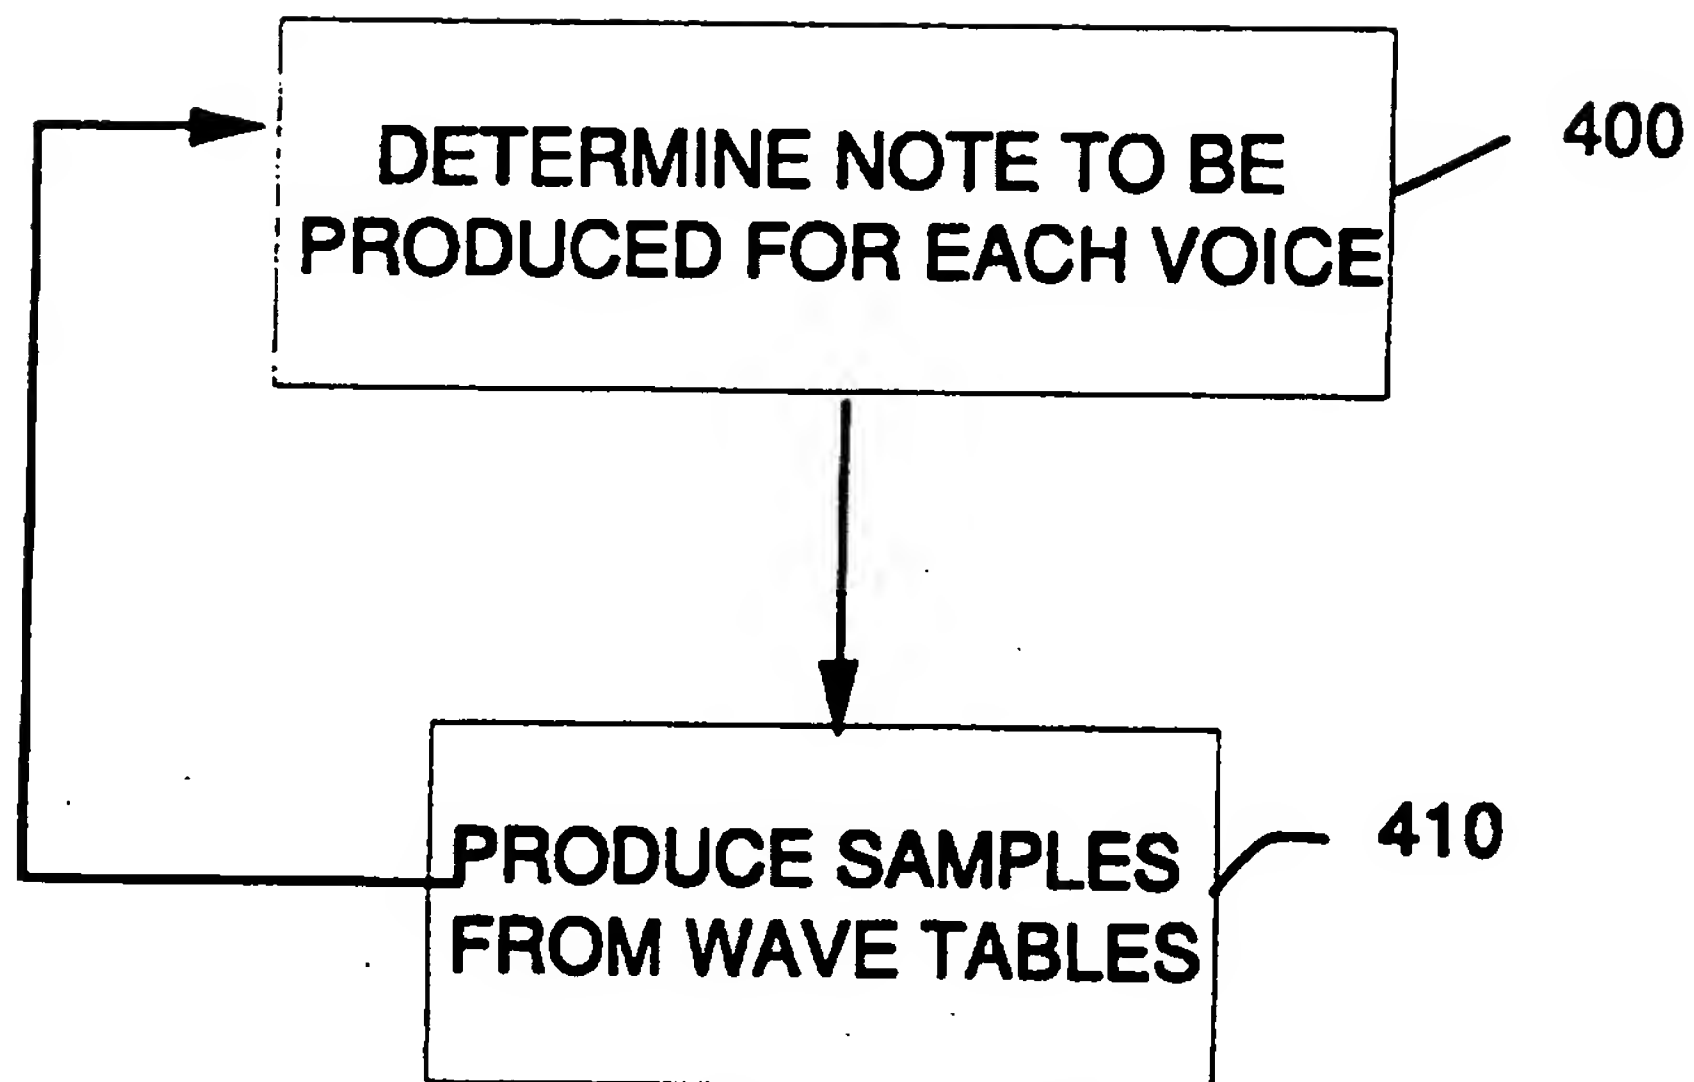 DETERMINE NOTE TO BE
PRODUCED FOR EACH VOICE
400
PRODUCE SAMPLES
FROM WAVE TABLES
410